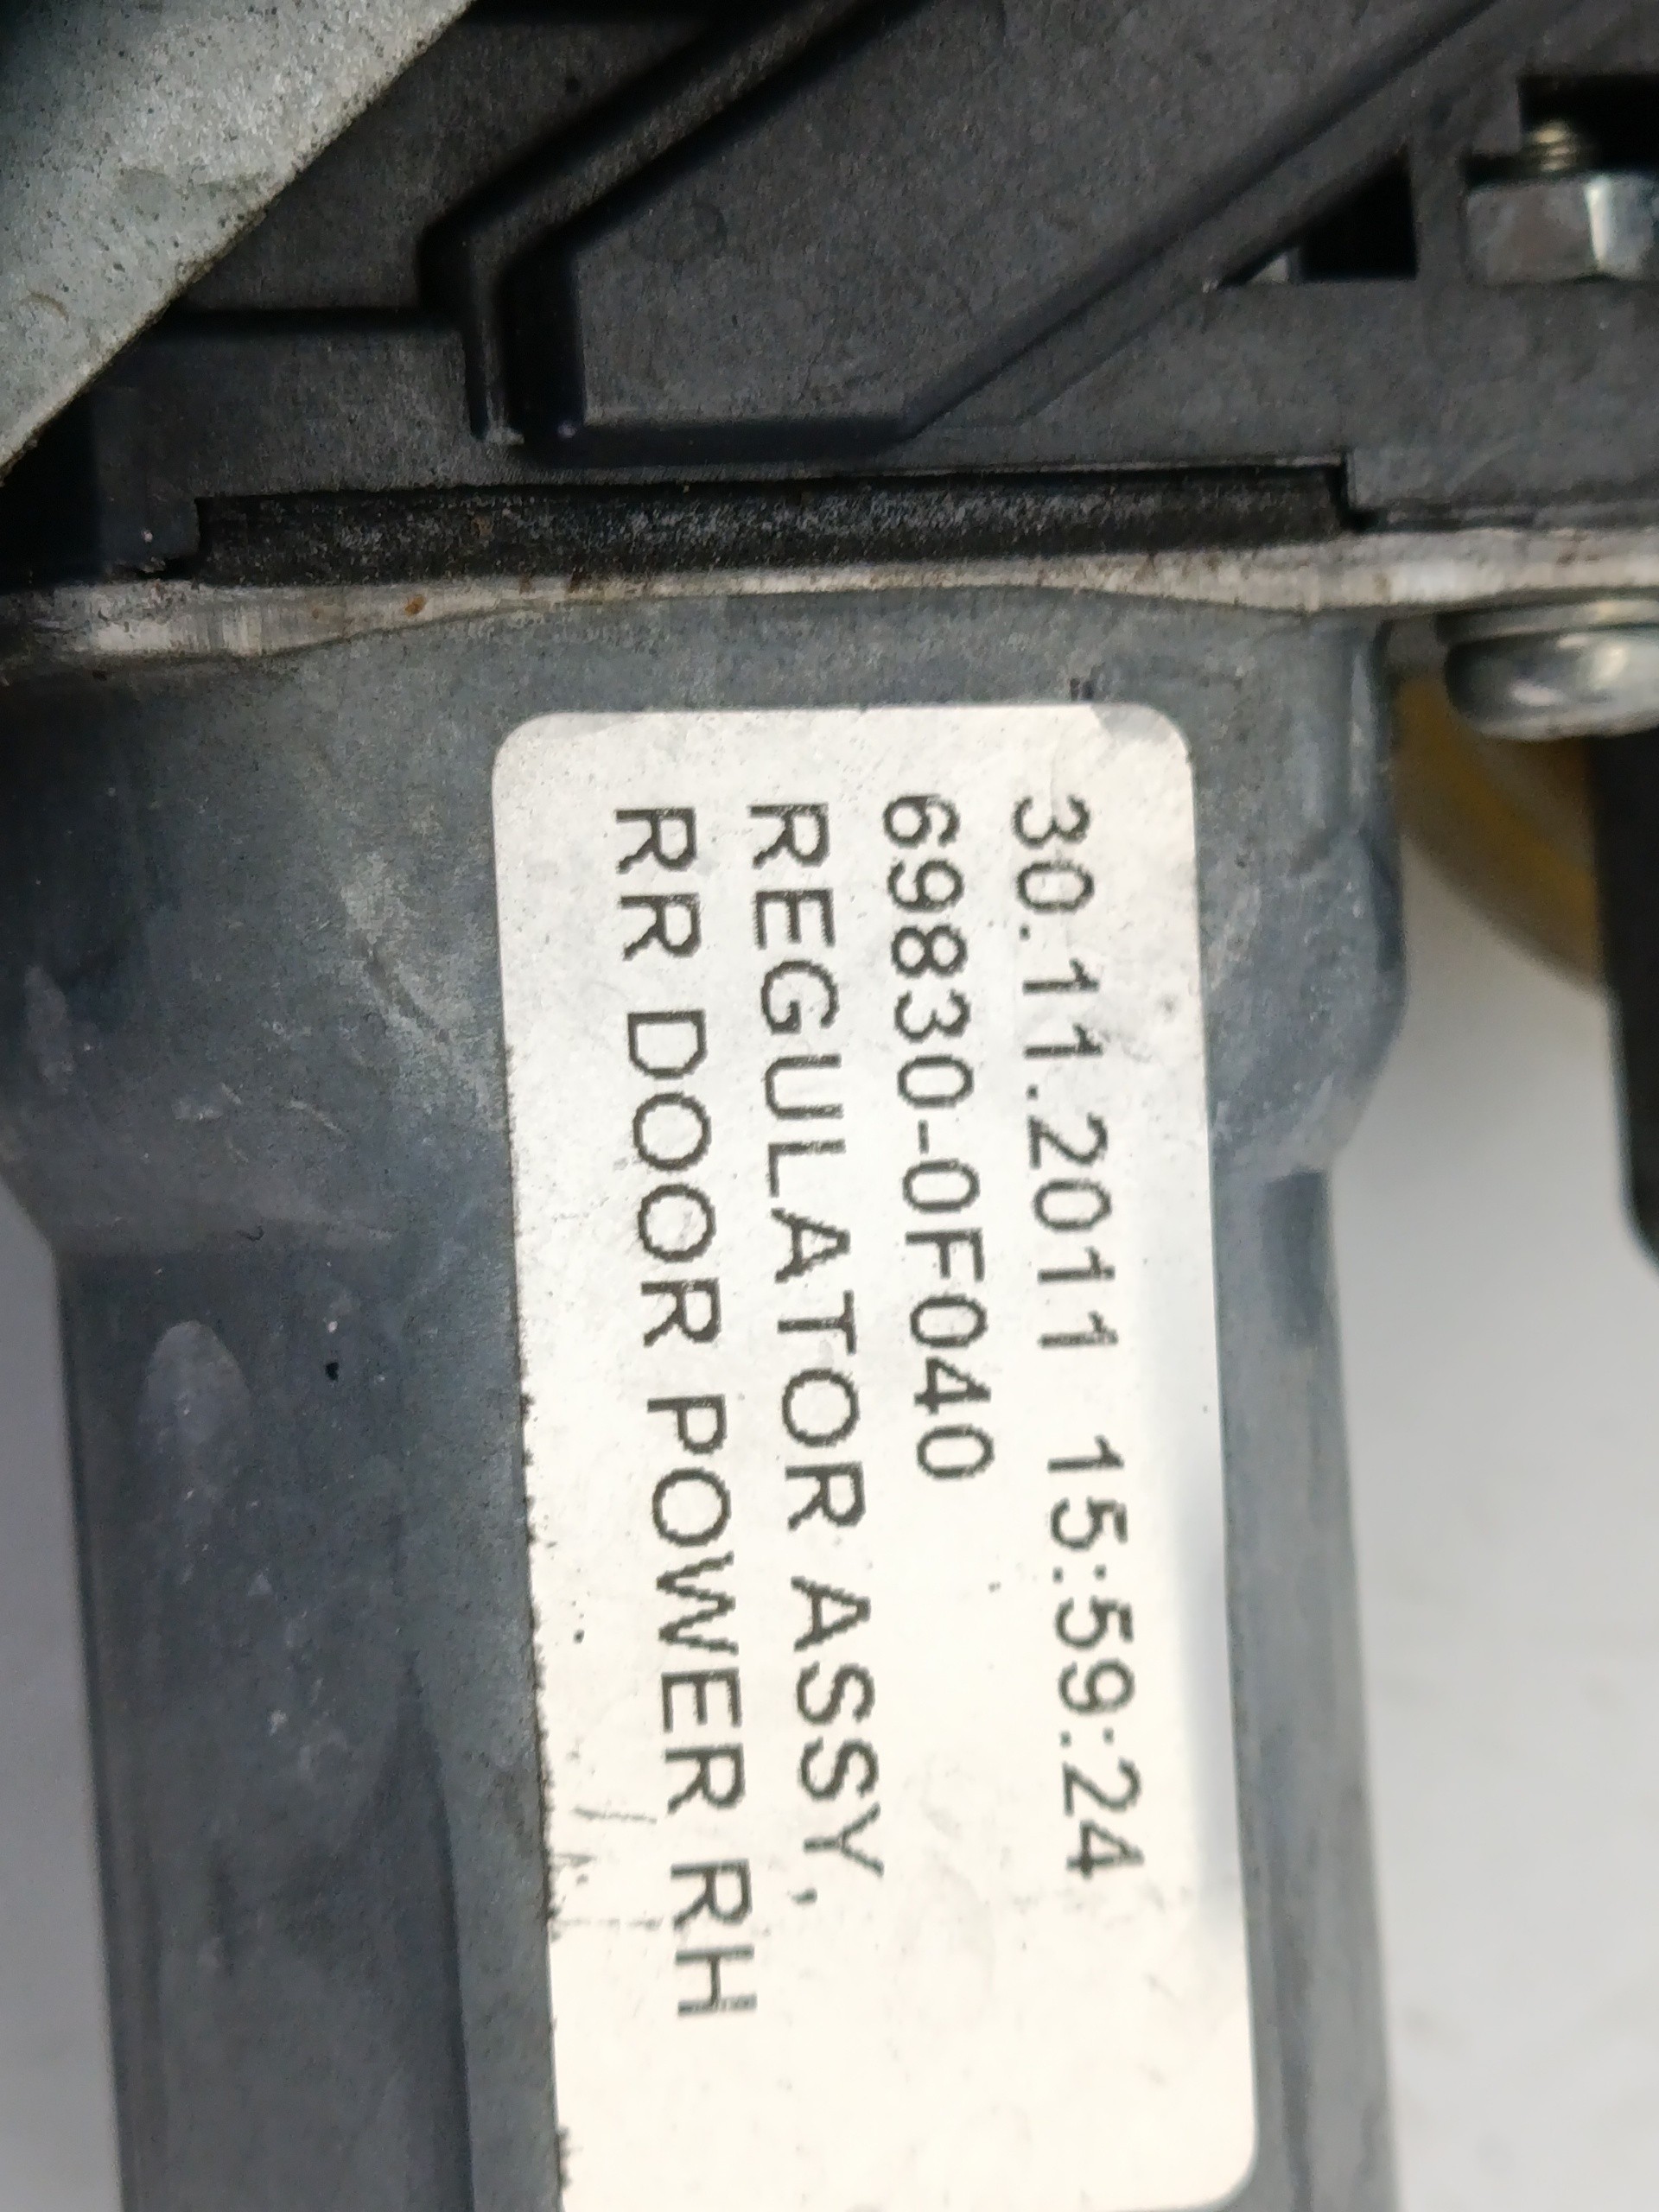 30.11.2011 15:59:24
69830-0F040
REGULATOR ASSY,
RR DOOR POWER RH